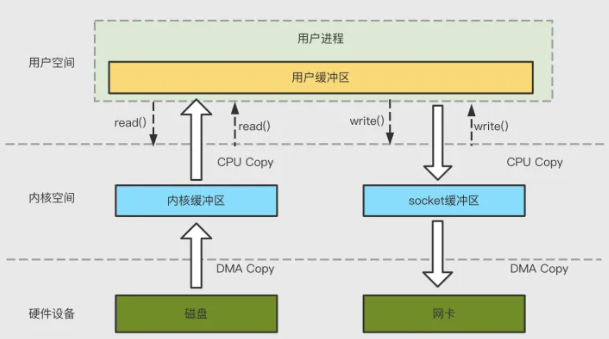 用户进程
用户空间
用户缓冲区
read()
read()
write()
write()
CPU Copy
CPU Copy
内核空间
内核缓冲区
socket缓冲区
DMA Copy
DMA Copy
硬件设备
磁盘
网卡